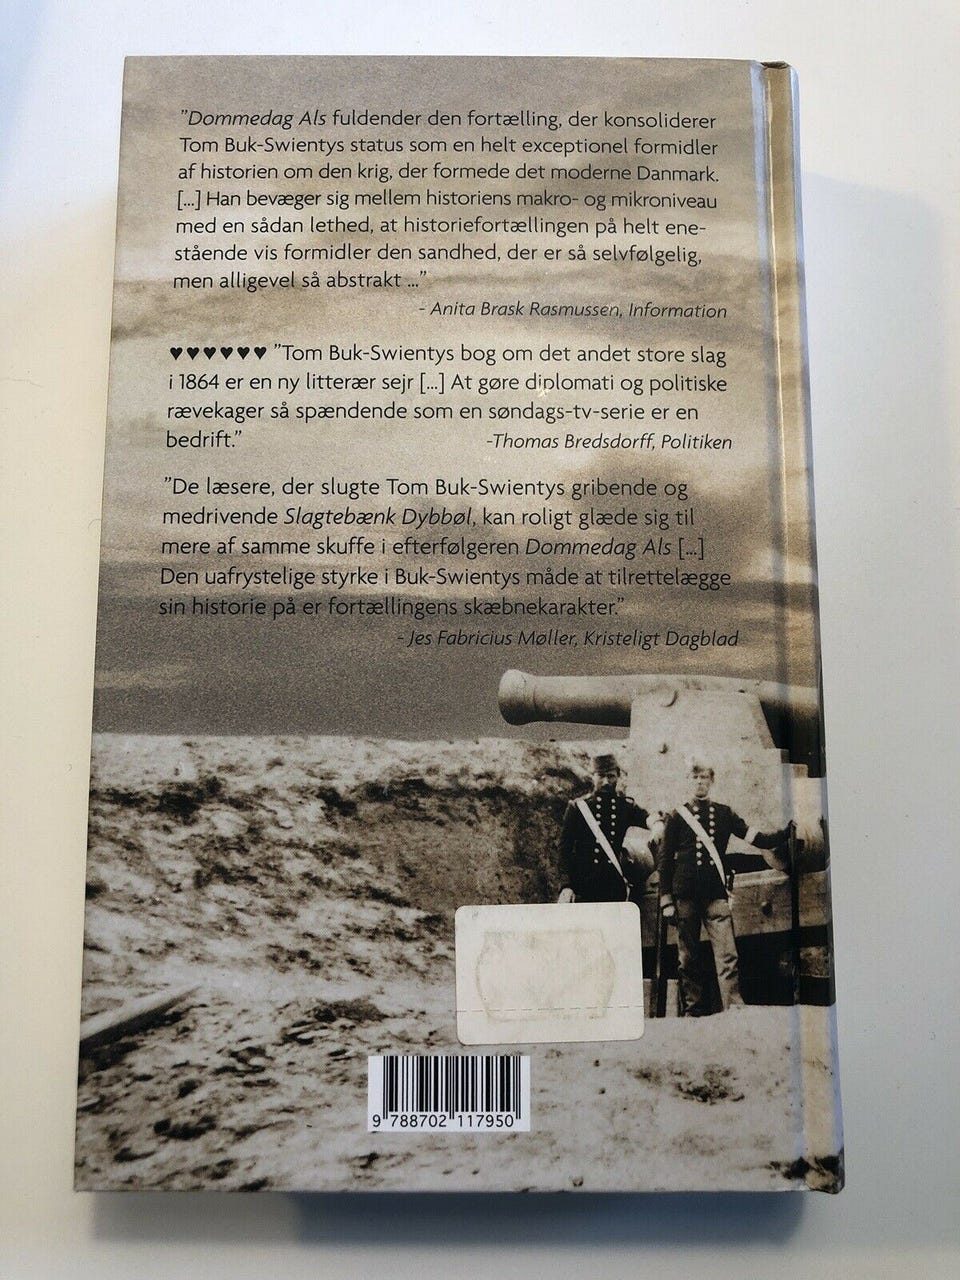 "Dommedag Als fuldender den fortælling, der konsoliderer
Tom Buk-Swientys status som en helt exceptionel formidler
af historien om den krig, der formede det moderne Danmark.
[...] Han bevæger sig mellem historiens makro- og mikroniveau
med en sådan lethed, at historiefortællingen på helt ene-
stående vis formidler den sandhed, der er så selvfølgelig,
men alligevel så abstrakt ..."
- Anita Brask Rasmussen, Information
♥♥♥♥♥♥ "Tom Buk-Swientys bog om det andet store slag
i 1864 er en ny litterær sejr [...] At gøre diplomati og politiske
rævekager så spændende som en søndags-tv-serie er en
bedrift." -Thomas Bredsdorff, Politiken
"De læsere, der slugte Tom Buk-Swientys gribende og
medrivende Slagtebænk Dybbøl, kan roligt glæde sig til
mere af samme skuffe i efterfølgeren Dommedag Als [...]
Den uafrystelige styrke i Buk-Swientys måde at tilrettelægge
sin historie på er fortællingens skæbnekarakter."
- Jes Fabricius Møller, Kristeligt Dagblad
9 788702 117950